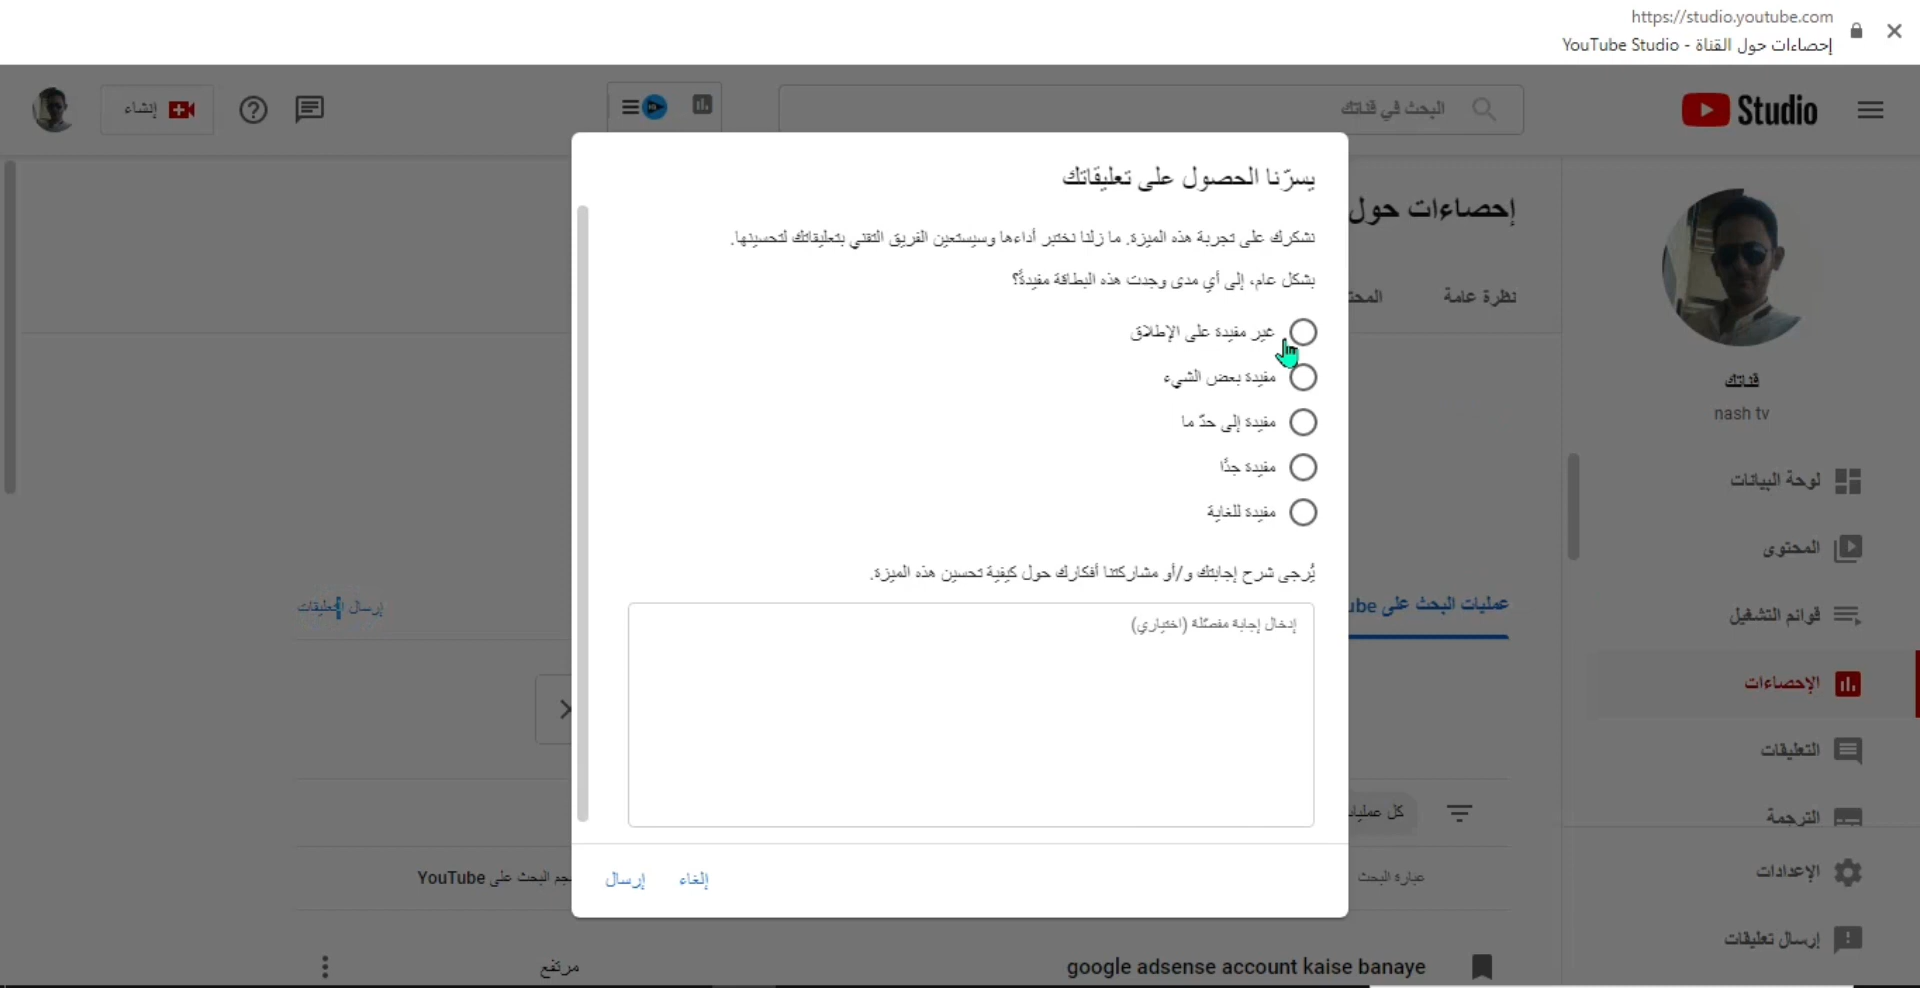 https://studio.youtube.com
إحصاءات حول القناة - YouTube Studio
Studio
البحث في قناتك
إنشاء
يسرّنا الحصول على تعليقاتك
نشكرك على تجربة هذه الميزة. ما زلنا نختبر أداءها وسيستعين الفريق التقني بتعليقاتك لتحسينها.
بشكل عام، إلى أي مدى وجدت هذه البطاقة مفيدةً؟
غير مفيدة على الإطلاق
مفيدة بعض الشيء
مفيدة إلى حدّ ما
مفيدة جدًّا
مفيدة للغاية
يُرجى شرح إجابتك و/أو مشاركتنا أفكارك حول كيفية تحسين هذه الميزة.
إدخال إجابة مفصّلة (اختياري)
إلغاء
إرسال
قناتك
nash tv
لوحة البيانات
المحتوى
قوائم التشغيل
الإحصاءات
التعليقات
الترجمة
الإعدادات
إرسال تعليقات
إحصاءات حول
نظرة عامة
عمليات البحث على
إرسال التعليقات
كل
عبارة البحث
البحث على YouTube
google adsense account kaise banaye
مرتفع